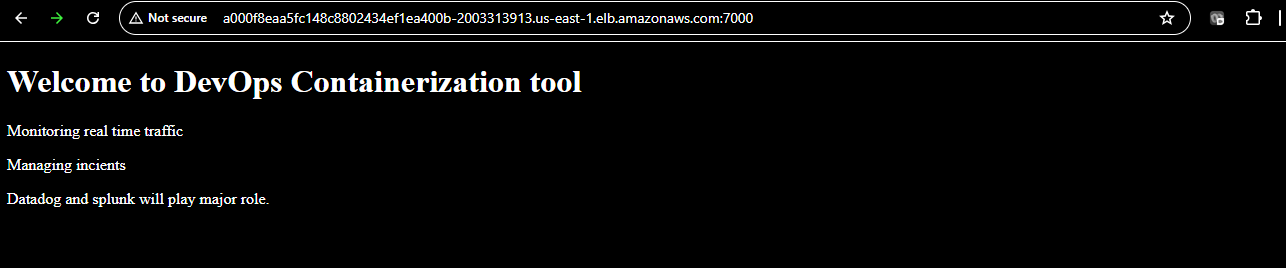 Not secure a000f8eaa5fc148c8802434ef1ea400b-2003313913.us-east-1.elb.amazonaws.com:7000
Welcome to DevOps Containerization tool
Monitoring real time traffic
Managing incients
Datadog and splunk will play major role.